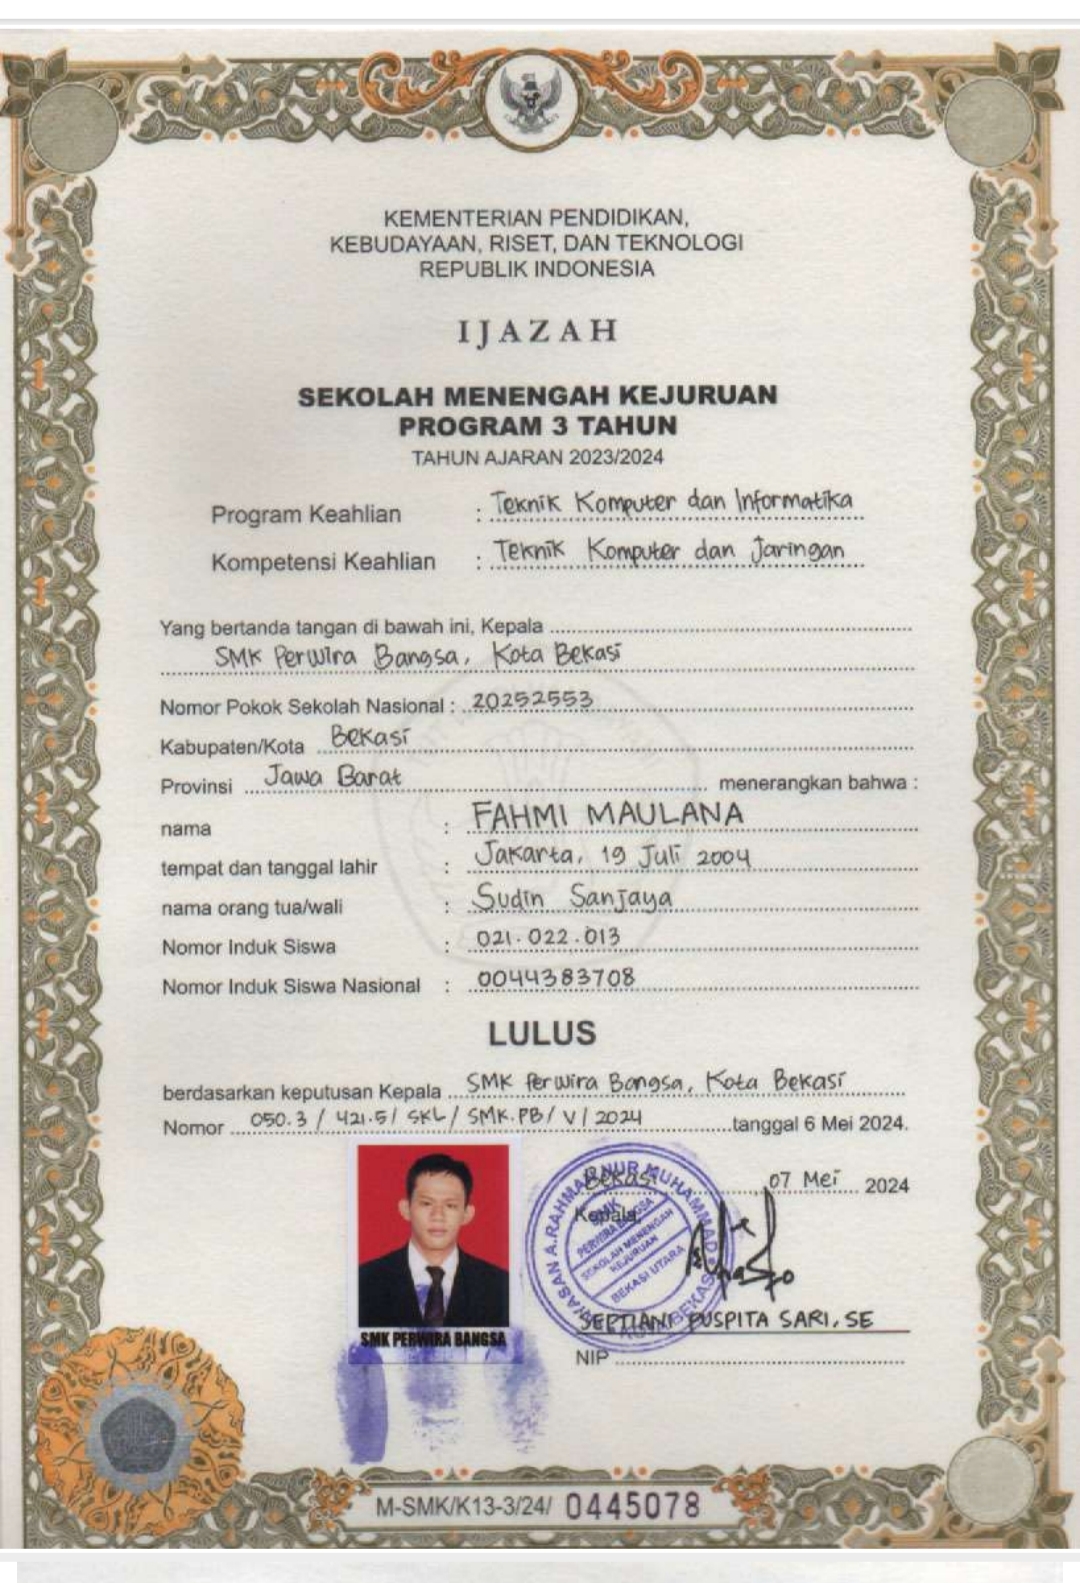 KEMENTERIAN PENDIDIKAN,
KEBUDAYAAN, RISET, DAN TEKNOLOGI
REPUBLIK INDONESIA
IJAZAH
SEKOLAH MENENGAH KEJURUAN
PROGRAM 3 TAHUN
TAHUN AJARAN 2023/2024
Program Keahlian : Teknik Komputer dan Informatika
Kompetensi Keahlian : Teknik Komputer dan Jaringan
Yang bertanda tangan di bawah ini, Kepala
SMK Perwira Bangsa, Kota Bekasi
Nomor Pokok Sekolah Nasional : 20252553
Kabupaten/Kota Bekasi
Provinsi Jawa Barat menerangkan bahwa :
nama : FAHMI MAULANA
tempat dan tanggal lahir : Jakarta, 19 Juli 2004
nama orang tua/wali : Sudin Sanjaya
Nomor Induk Siswa : 021.022.013
Nomor Induk Siswa Nasional : 0044383708
LULUS
berdasarkan keputusan Kepala SMK Perwira Bangsa, Kota Bekasi
Nomor 050.3 / 421.5 / SKL / SMK.PB / V / 2024 tanggal 6 Mei 2024.
Bekasi 07 Mei 2024
Kepala,
YAYASAN A.RAHMAN NUR MUHAMMAD
SMK
PERWIRA BANGSA
SEKOLAH MENENGAH
KEJURUAN
BEKASI UTARA
KOTA BEKASI
SEPTIANI PUSPITA SARI, SE
NIP
SMK PERWIRA BANGSA
M-SMK/K13-3/24/ 0445078